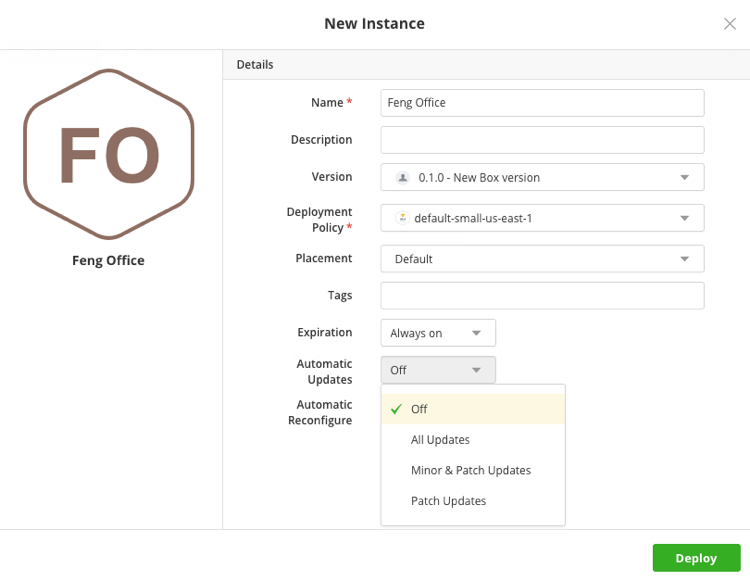 New Instance
FO
Feng Office
Details
Name *
Feng Office
Description
Version
0.1.0 - New Box version
Deployment
Policy *
default-small-us-east-1
Placement
Default
Tags
Expiration
Always on
Automatic
Updates
Off
Automatic
Reconfigure
Off
All Updates
Minor & Patch Updates
Patch Updates
Deploy